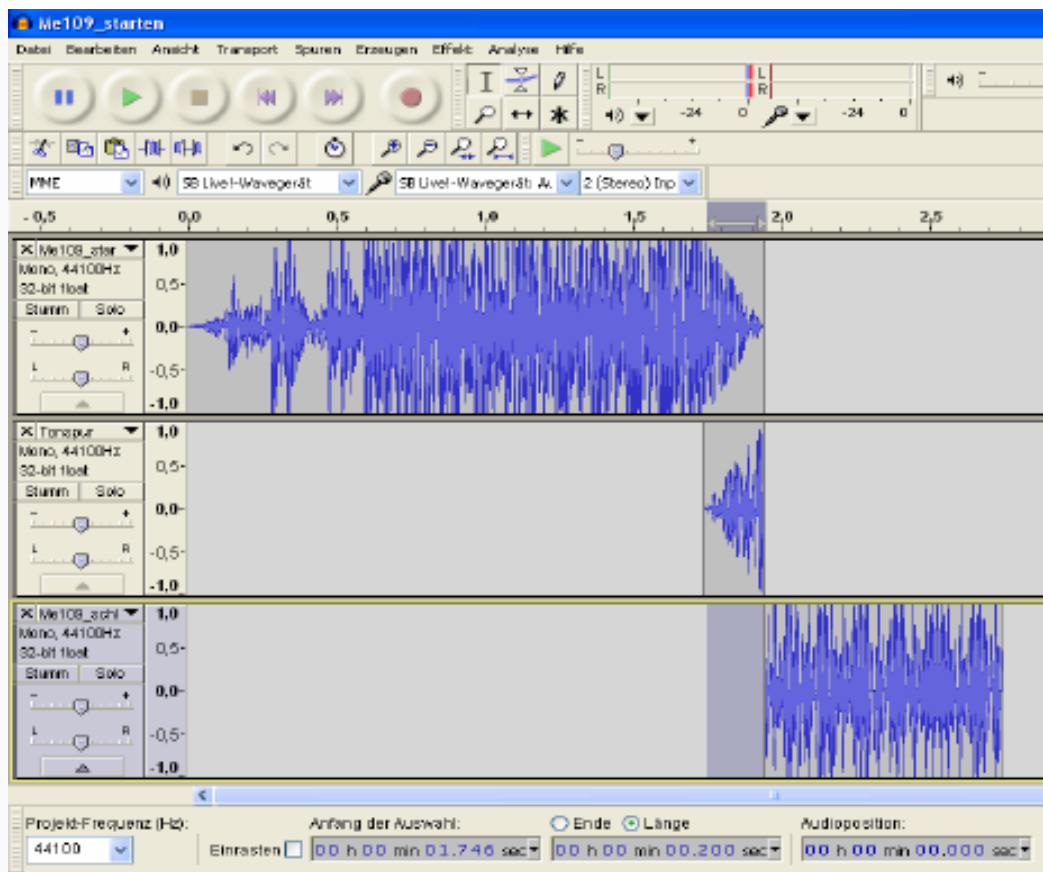 Me109_starten
Datei Bearbeiten Ansicht Transport Spuren Erzeugen Effekt Analyse Hilfe
L
R
-24 0
L
R
-24 0
MME SB Live!-Wavegerät SB Live!-Wavegerät: Au 2 (Stereo) Inp
- 0,5 0,0 0,5 1,0 1,5 2,0 2,5
Me109_star
Mono, 44100Hz
32-bit float
Stumm Solo
- +
L R
1,0
0,5-
0,0-
-0,5-
-1,0
Tonspur
Mono, 44100Hz
32-bit float
Stumm Solo
- +
L R
1,0
0,5-
0,0-
-0,5-
-1,0
Me109_schl
Mono, 44100Hz
32-bit float
Stumm Solo
- +
L R
1,0
0,5-
0,0-
-0,5-
-1,0
Projekt-Frequenz (Hz): Anfang der Auswahl: Ende Länge Audioposition:
44100 Einrasten 00 h 00 min 01.746 sec 00 h 00 min 00.200 sec 00 h 00 min 00.000 sec